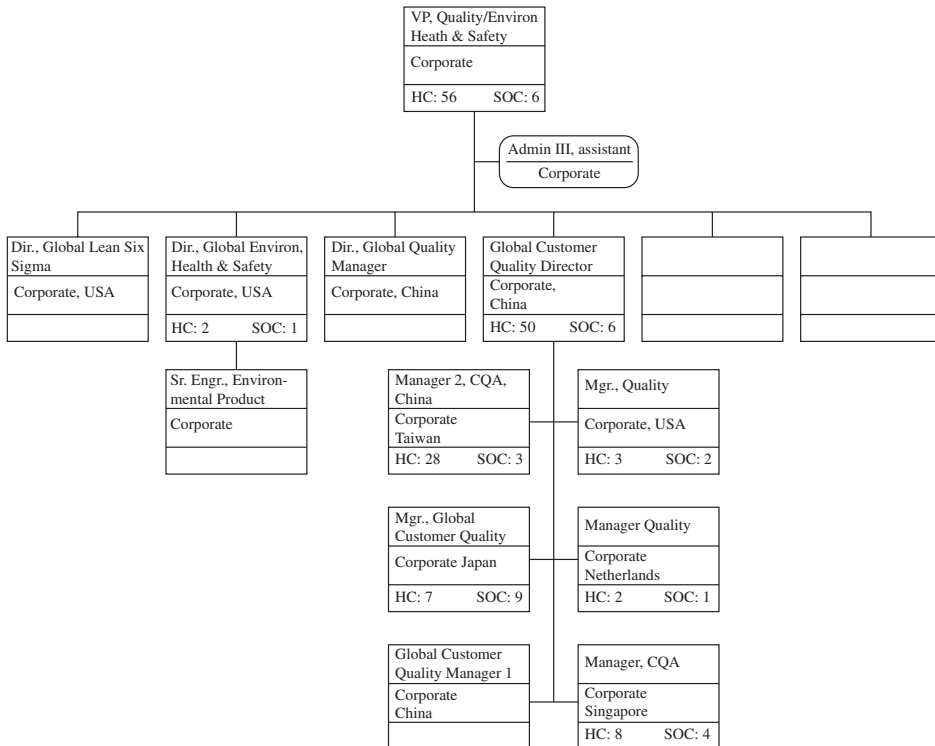 VP, Quality/Environ
Heath & Safety
Corporate
HC: 56 SOC: 6
Admin III, assistant
Corporate
Dir., Global Lean Six
Sigma
Corporate, USA
Dir., Global Environ,
Health & Safety
Corporate, USA
HC: 2 SOC: 1
Dir., Global Quality
Manager
Corporate, China
Global Customer
Quality Director
Corporate,
China
HC: 50 SOC: 6
Sr. Engr., Environ-
mental Product
Corporate
Manager 2, CQA,
China
Corporate
Taiwan
HC: 28 SOC: 3
Mgr., Quality
Corporate, USA
HC: 3 SOC: 2
Mgr., Global
Customer Quality
Corporate Japan
HC: 7 SOC: 9
Manager Quality
Corporate
Netherlands
HC: 2 SOC: 1
Global Customer
Quality Manager 1
Corporate
China
Manager, CQA
Corporate
Singapore
HC: 8 SOC: 4